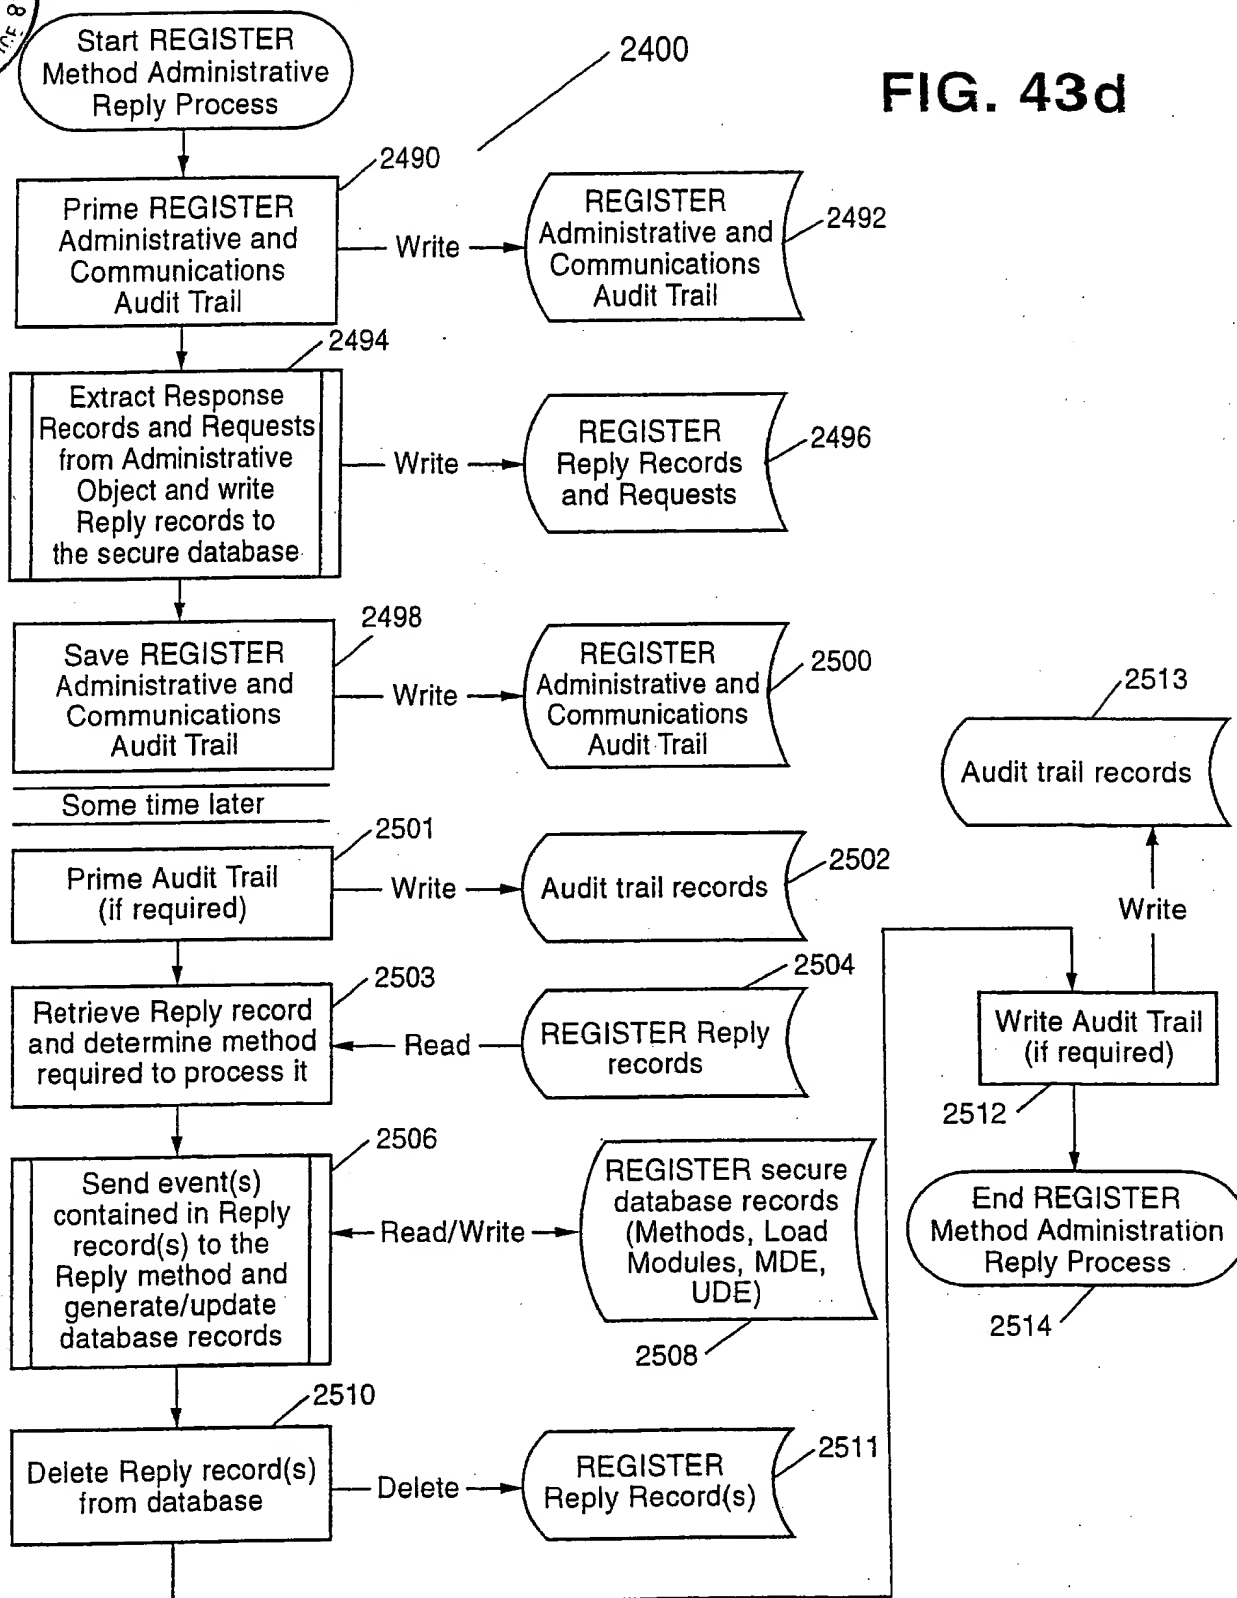 Start REGISTER
Method Administrative
Reply Process
2400
FIG. 43d
2490
Prime REGISTER
Administrative and
Communications
Audit Trail
Write
REGISTER
Administrative and
Communications
Audit Trail
2492
2494
Extract Response
Records and Requests
from Administrative
Object and write
Reply records to
the secure database
Write
REGISTER
Reply Records
and Requests
2496
2498
Save REGISTER
Administrative and
Communications
Audit Trail
Write
REGISTER
Administrative and
Communications
Audit Trail
2500
Some time later
2501
Prime Audit Trail
(if required)
Write
Audit trail records
2502
2503
Retrieve Reply record
and determine method
required to process it
Read
REGISTER Reply
records
2504
2506
Send event(s)
contained in Reply
record(s) to the
Reply method and
generate/update
database records
Read/Write
REGISTER secure
database records
(Methods, Load
Modules, MDE,
UDE)
2508
2510
Delete Reply record(s)
from database
Delete
REGISTER
Reply Record(s)
2511
2513
Audit trail records
Write
Write Audit Trail
(if required)
2512
End REGISTER
Method Administration
Reply Process
2514